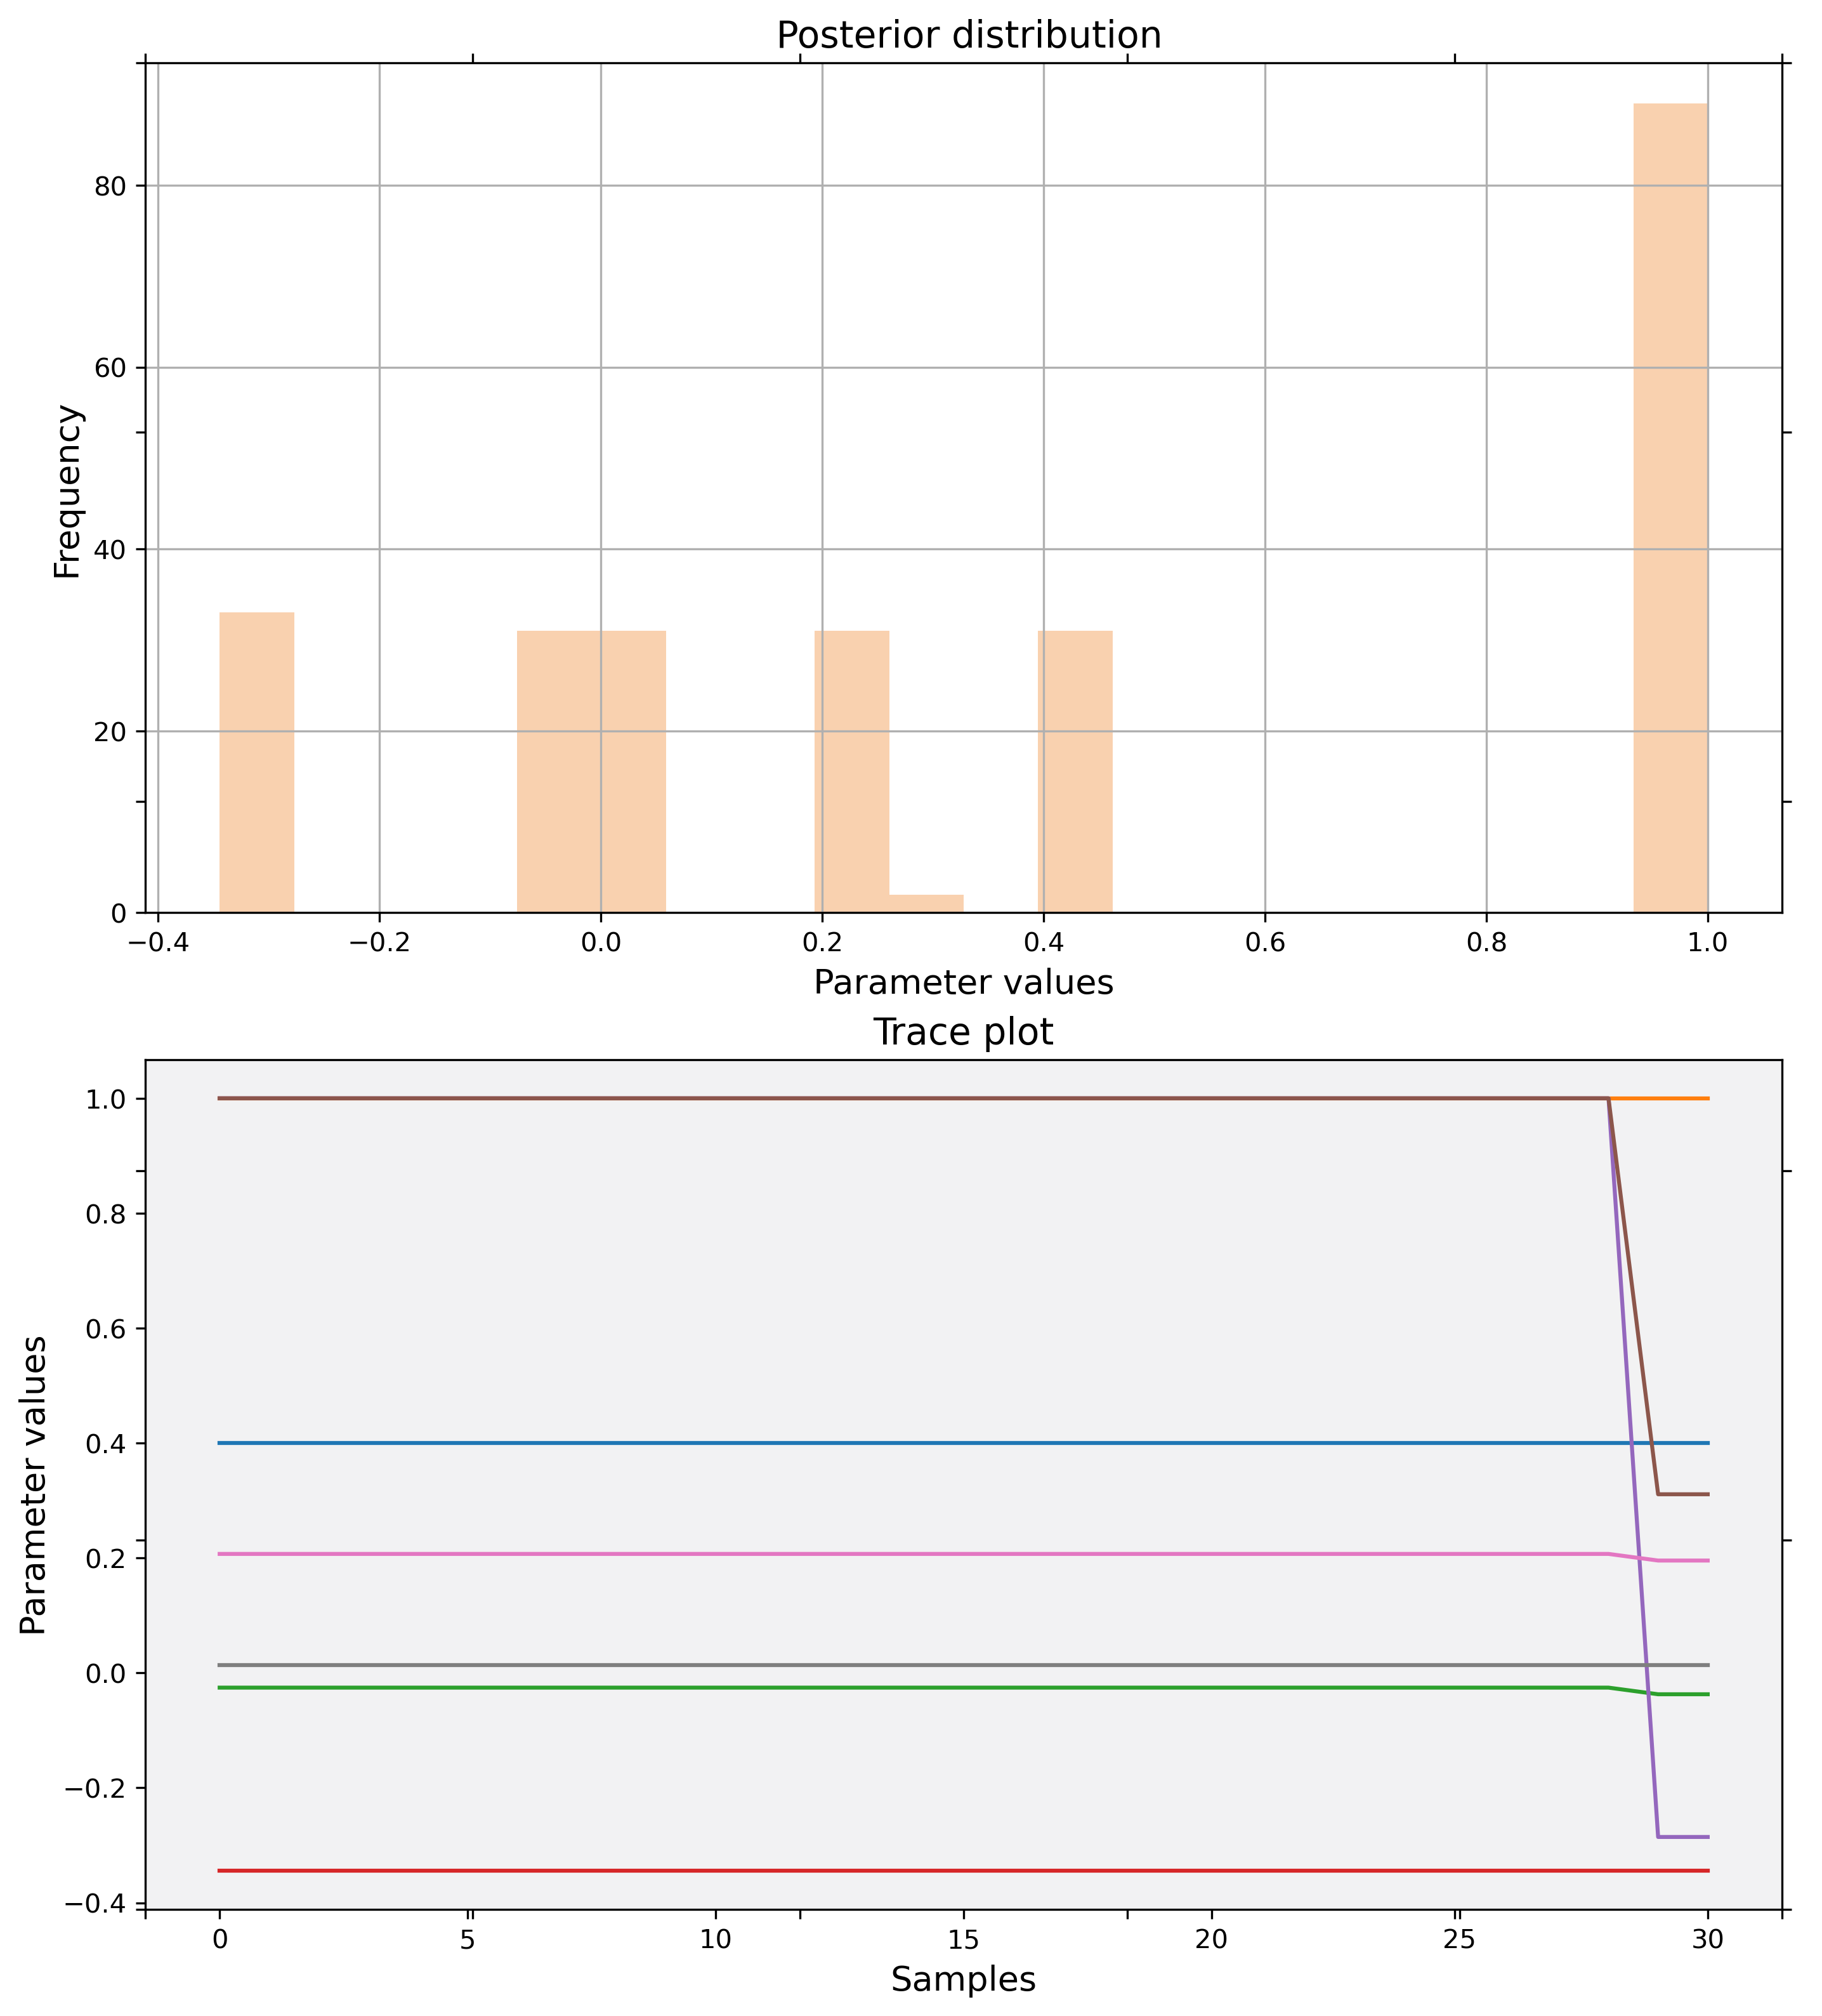 Posterior distribution
Frequency
80
60
40
20
0
−0.4 −0.2 0.0 0.2 0.4 0.6 0.8 1.0
Parameter values
Trace plot
Parameter values
1.0
0.8
0.6
0.4
0.2
0.0
−0.2
−0.4
0 5 10 15 20 25 30
Samples